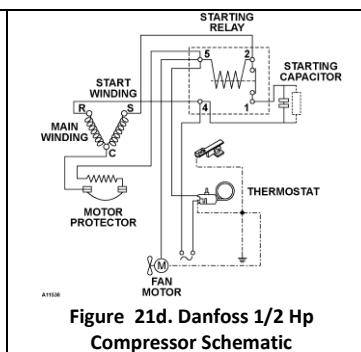 STARTING
RELAY
5
2
START
WINDING
STARTING
CAPACITOR
R
S
4
1
MAIN
WINDING
C
THERMOSTAT
MOTOR
PROTECTOR
M
FAN
MOTOR
A11538
Figure 21d. Danfoss 1/2 Hp
Compressor Schematic